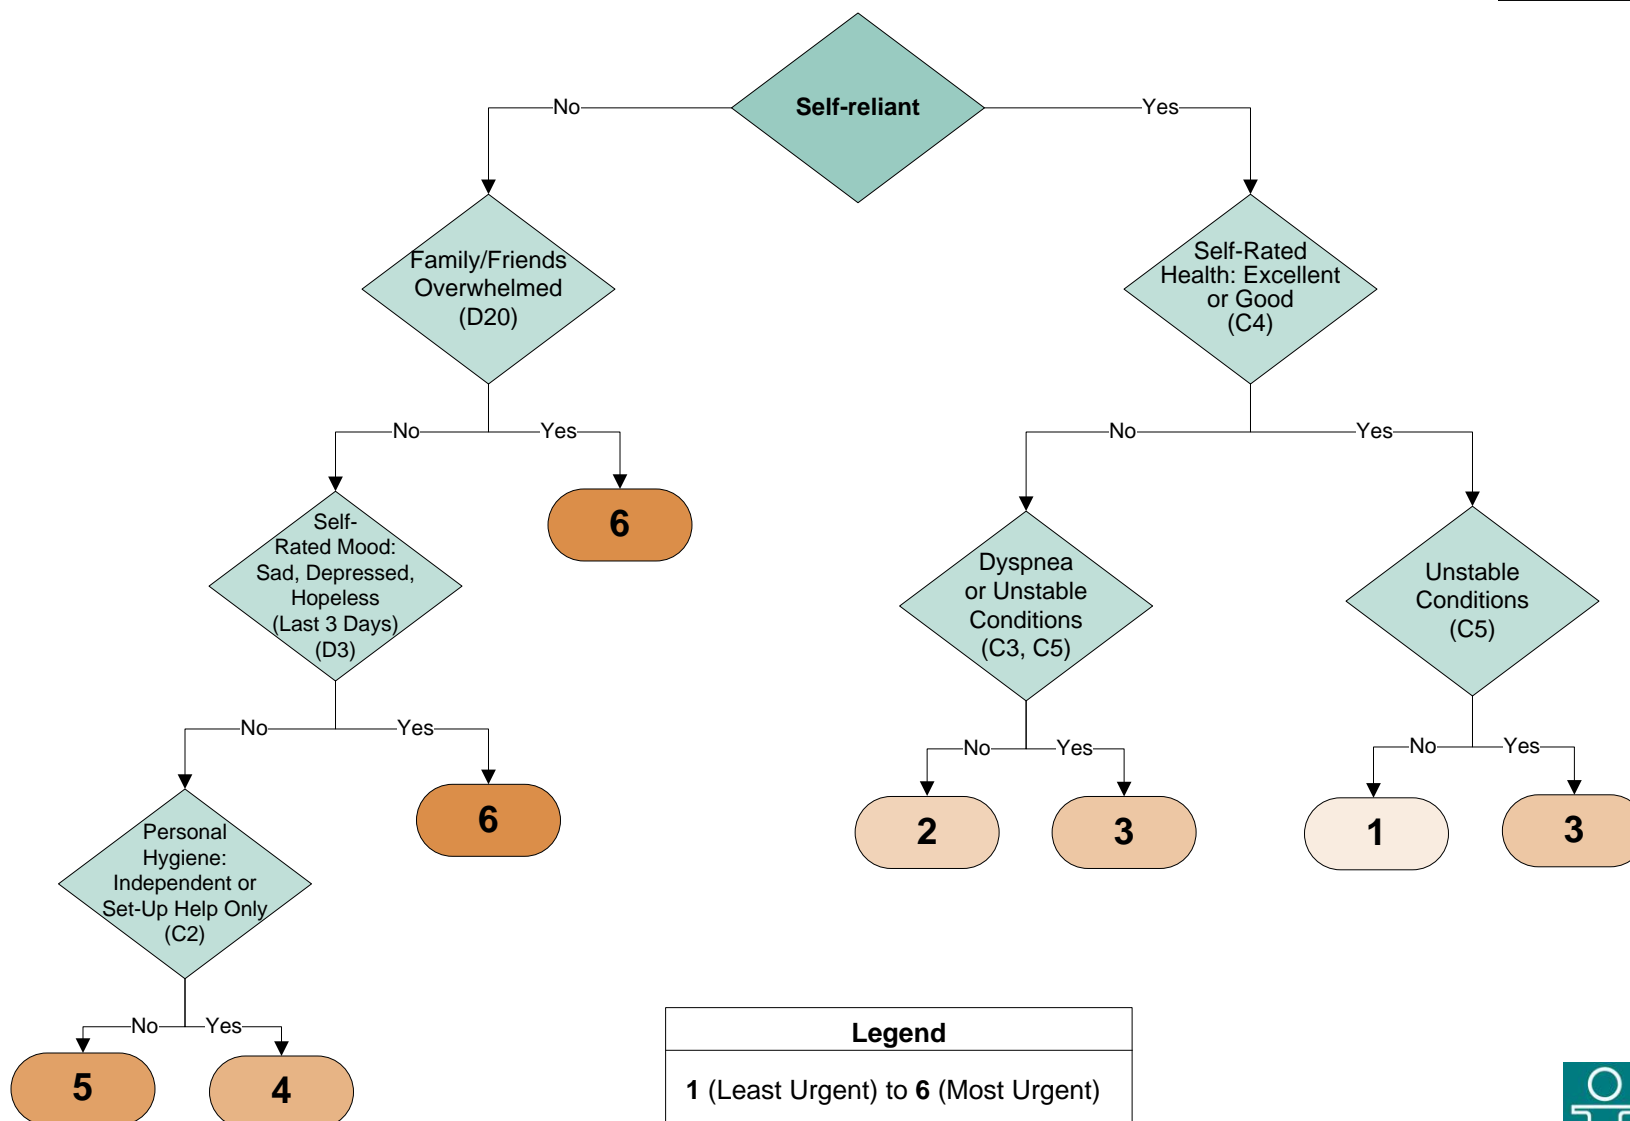 Self-reliant
No
Yes
Family/Friends
Overwhelmed
(D20)
Self-Rated
Health: Excellent
or Good
(C4)
No
Yes
No
Yes
6
Self-
Rated Mood:
Sad, Depressed,
Hopeless
(Last 3 Days)
(D3)
Dyspnea
or Unstable
Conditions
(C3, C5)
Unstable
Conditions
(C5)
No
Yes
No
Yes
No
Yes
6
2
3
1
3
Personal
Hygiene:
Independent or
Set-Up Help Only
(C2)
No
Yes
5
4
Legend
1 (Least Urgent) to 6 (Most Urgent)